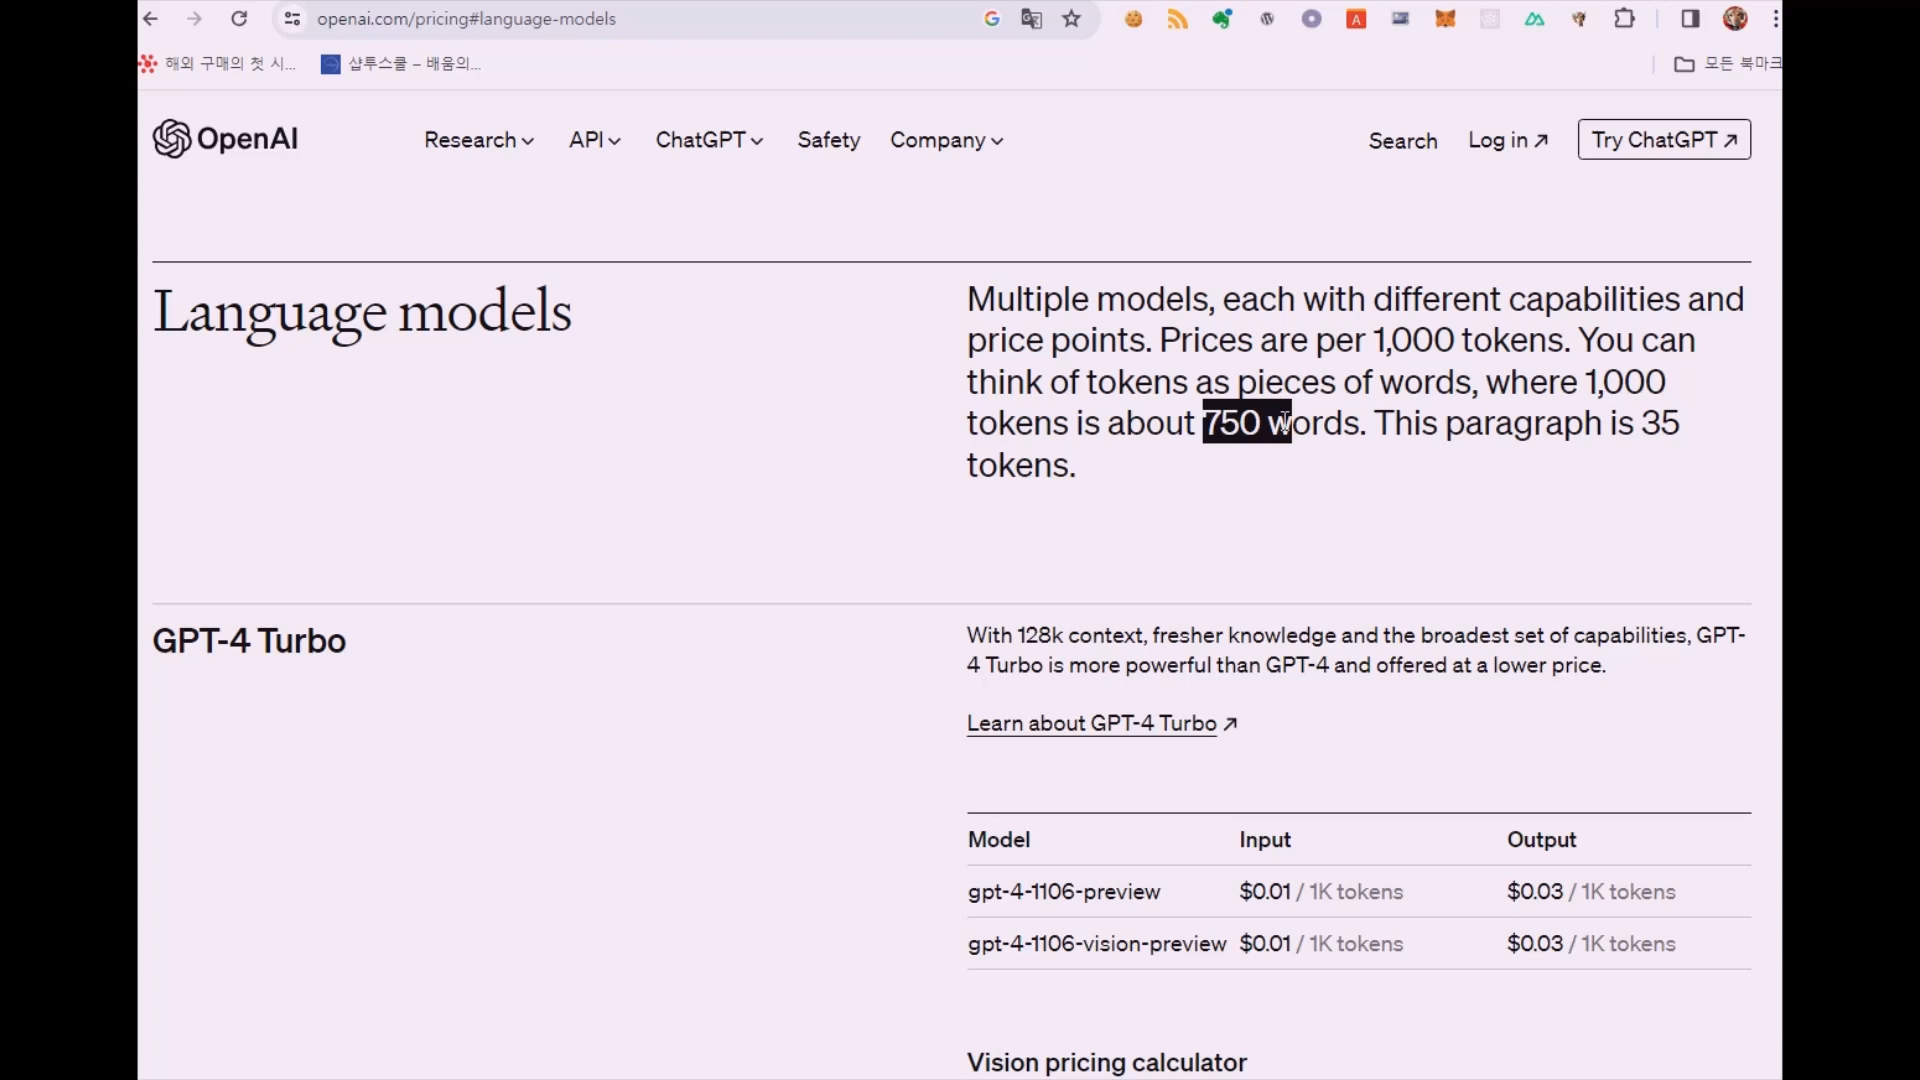 openai.com/pricing#language-models
해외 구매의 첫 시...
샵투스쿨 – 배움의...
모든 북마크
OpenAI
Research
API
ChatGPT
Safety
Company
Search
Log in
Try ChatGPT
Language models
Multiple models, each with different capabilities and
price points. Prices are per 1,000 tokens. You can
think of tokens as pieces of words, where 1,000
tokens is about 750 words. This paragraph is 35
tokens.
GPT-4 Turbo
With 128k context, fresher knowledge and the broadest set of capabilities, GPT-
4 Turbo is more powerful than GPT-4 and offered at a lower price.
Learn about GPT-4 Turbo
Model Input Output
gpt-4-1106-preview $0.01 / 1K tokens $0.03 / 1K tokens
gpt-4-1106-vision-preview $0.01 / 1K tokens $0.03 / 1K tokens
Vision pricing calculator